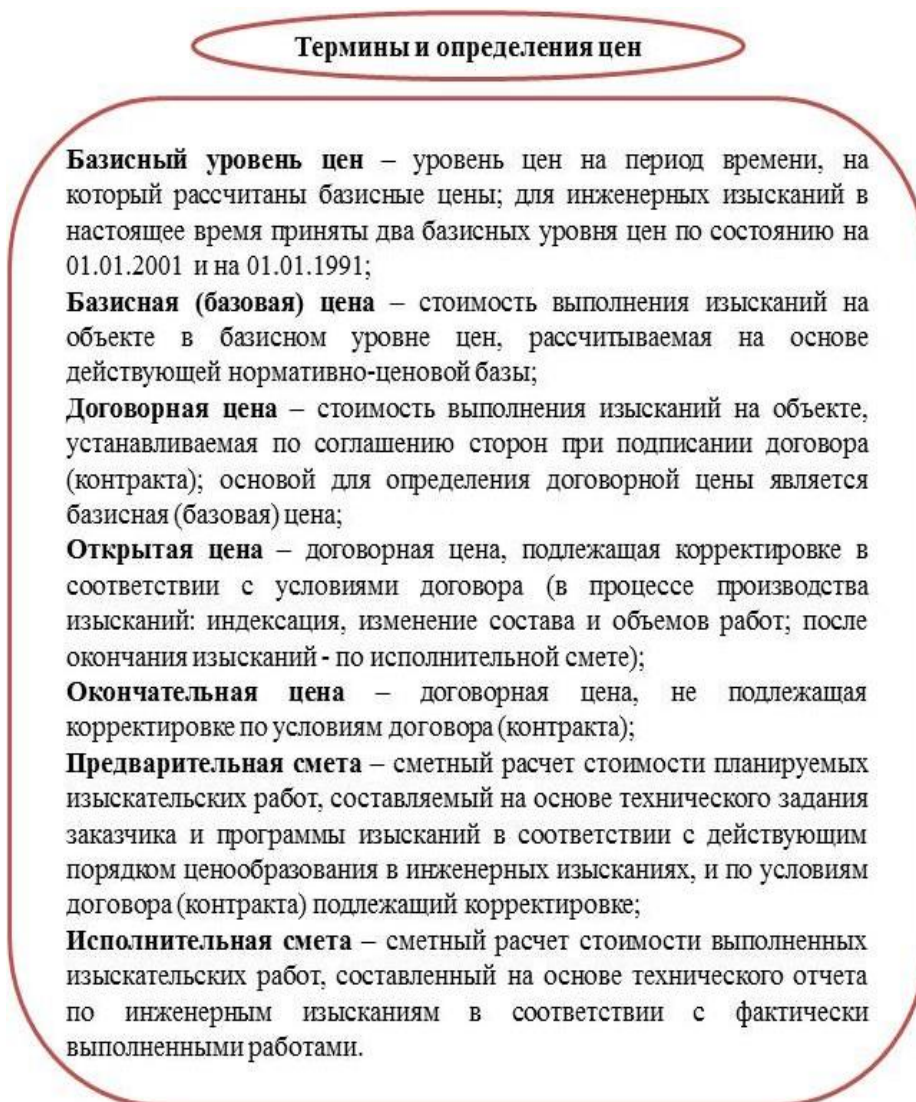 Термины и определения цен
Базисный уровень цен – уровень цен на период времени, на
который рассчитаны базисные цены; для инженерных изысканий в
настоящее время приняты два базисных уровня цен по состоянию на
01.01.2001 и на 01.01.1991;
Базисная (базовая) цена – стоимость выполнения изысканий на
объекте в базисном уровне цен, рассчитываемая на основе
действующей нормативно-ценовой базы;
Договорная цена – стоимость выполнения изысканий на объекте,
устанавливаемая по соглашению сторон при подписании договора
(контракта); основой для определения договорной цены является
базисная (базовая) цена;
Открытая цена – договорная цена, подлежащая корректировке в
соответствии с условиями договора (в процессе производства
изысканий: индексация, изменение состава и объемов работ; после
окончания изысканий - по исполнительной смете);
Окончательная цена – договорная цена, не подлежащая
корректировке по условиям договора (контракта);
Предварительная смета – сметный расчет стоимости планируемых
изыскательских работ, составляемый на основе технического задания
заказчика и программы изысканий в соответствии с действующим
порядком ценообразования в инженерных изысканиях, и по условиям
договора (контракта) подлежащий корректировке;
Исполнительная смета – сметный расчет стоимости выполненных
изыскательских работ, составленный на основе технического отчета
по инженерным изысканиям в соответствии с фактически
выполненными работами.